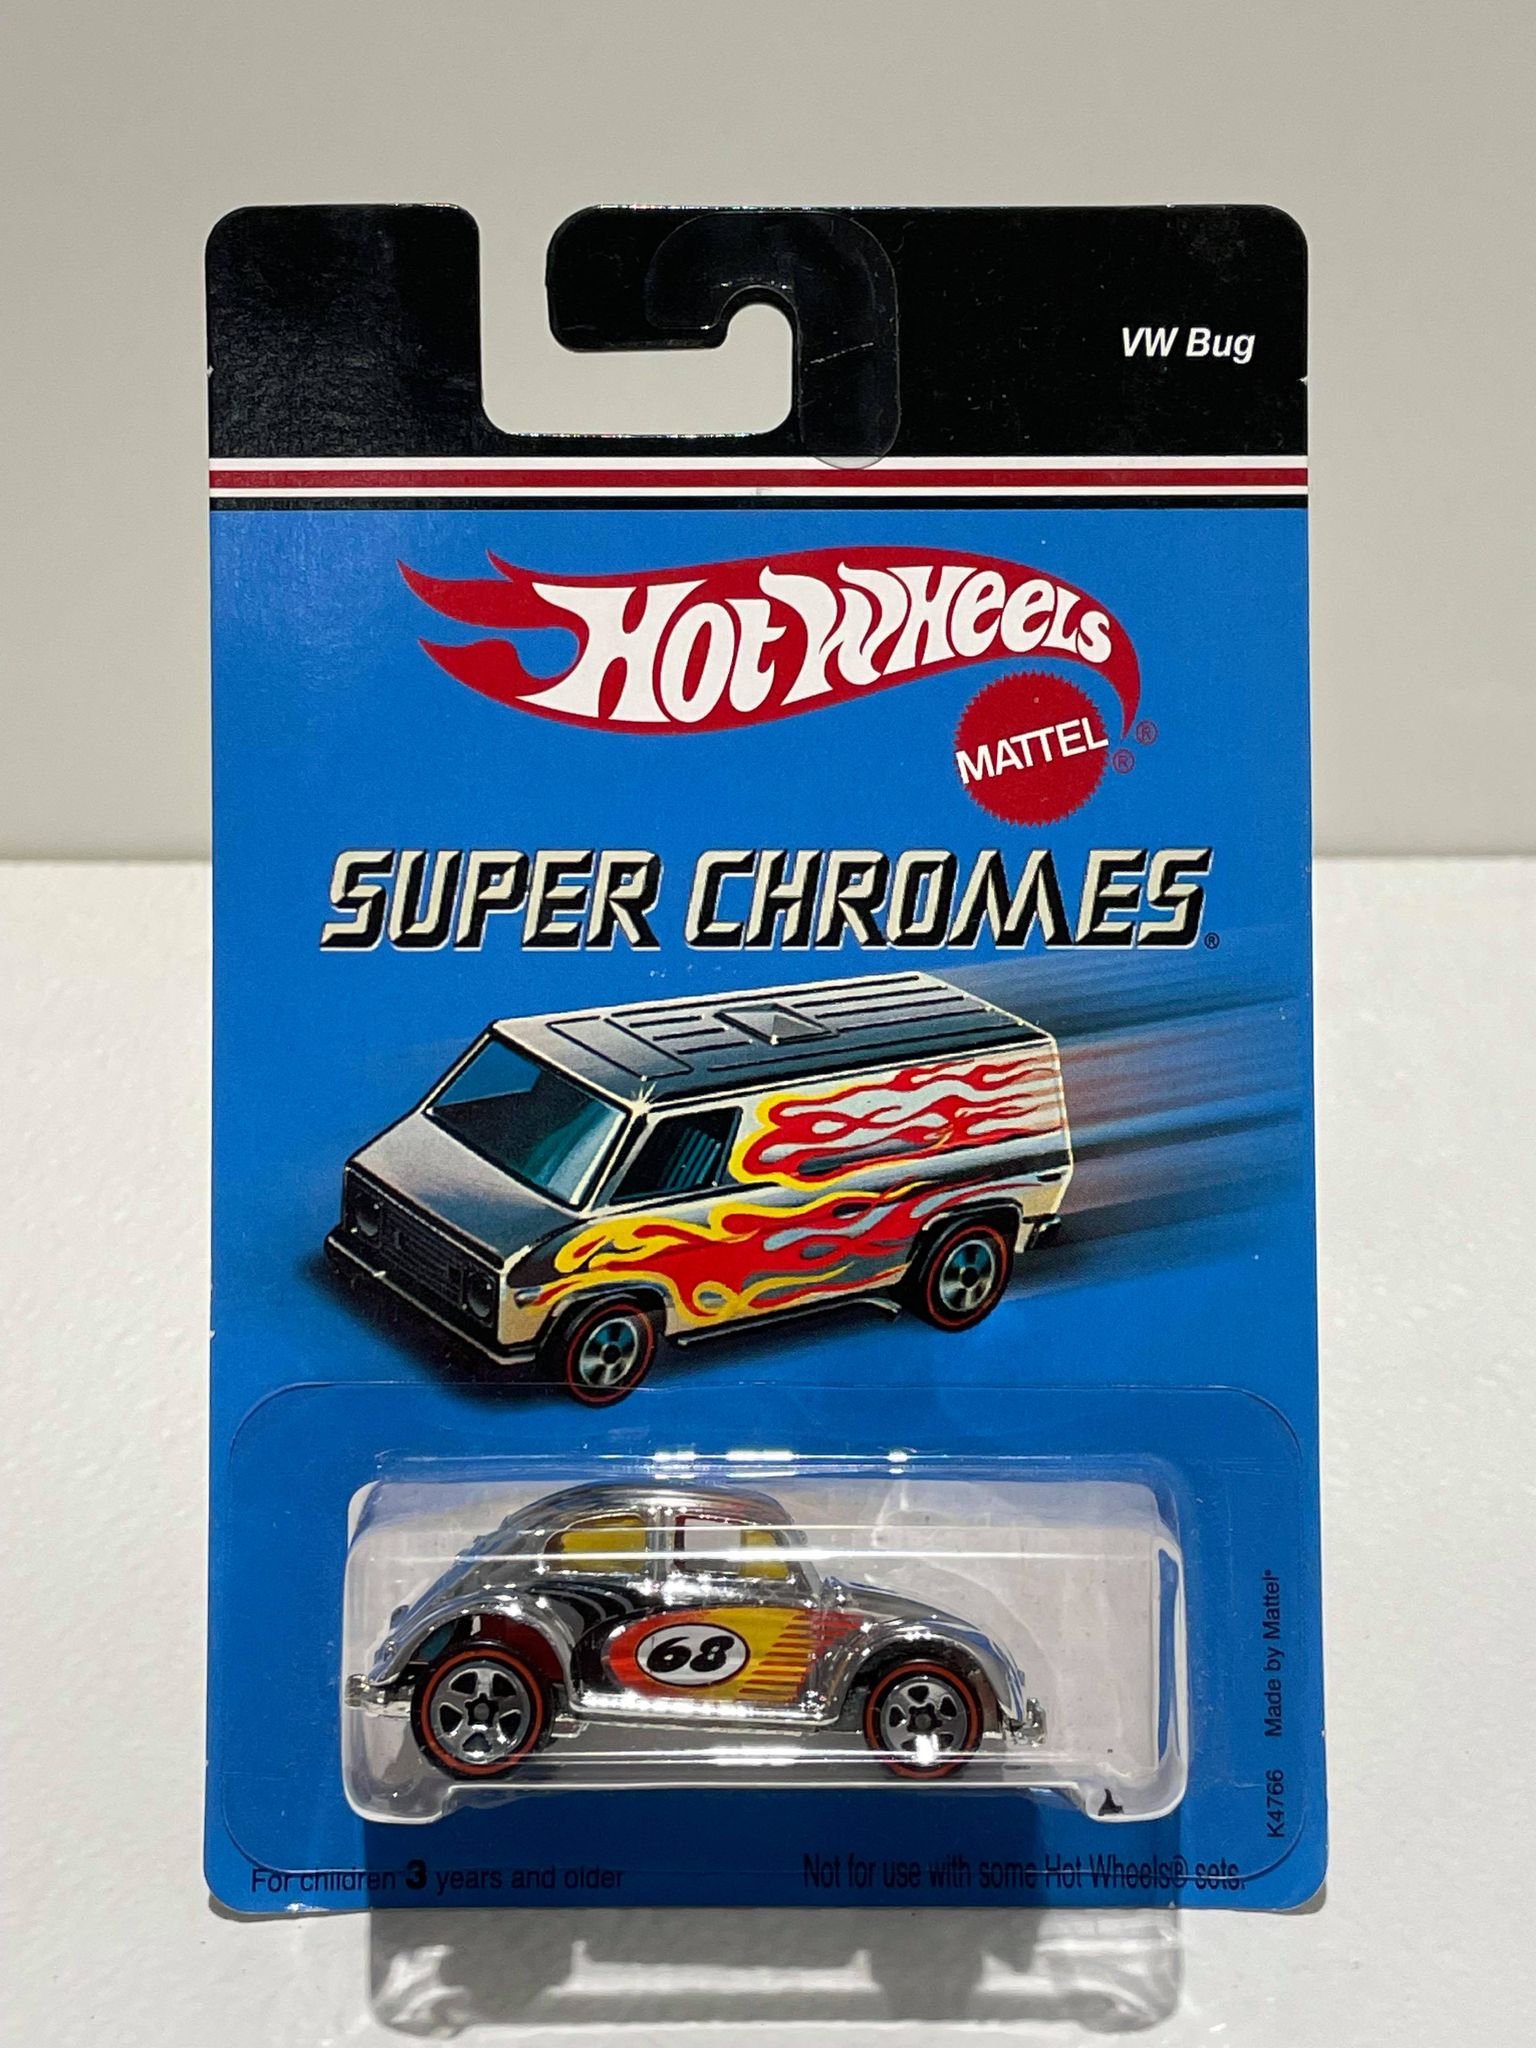 VW Bug
Hot Wheels
MATTEL
®
®
SUPER CHROMES®
68
K4766 Made by Mattel®
For children 3 years and older
Not for use with some Hot Wheels® sets.